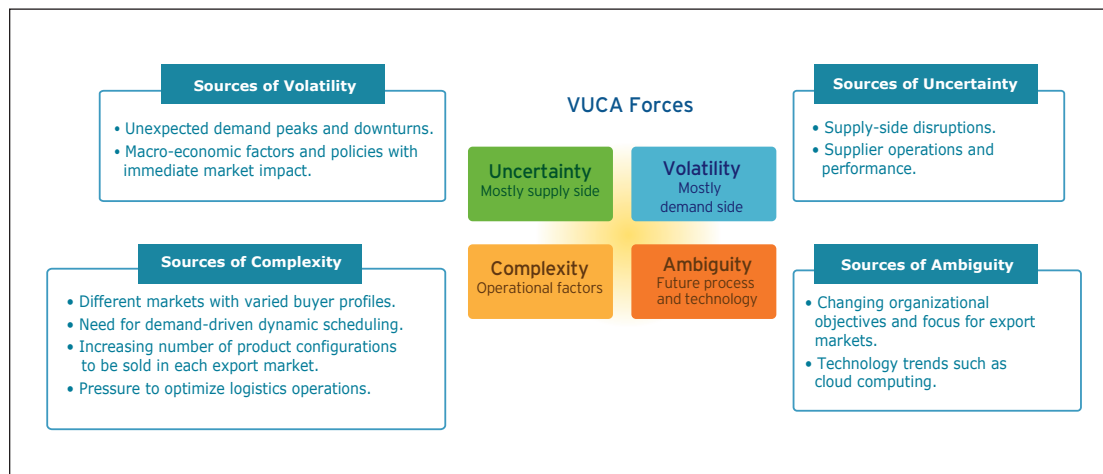 Sources of Volatility
• Unexpected demand peaks and downturns.
• Macro-economic factors and policies with
immediate market impact.
VUCA Forces
Sources of Uncertainty
• Supply-side disruptions.
• Supplier operations and
performance.
Uncertainty
Mostly supply side
Volatility
Mostly
demand side
Complexity
Operational factors
Ambiguity
Future process
and technology
Sources of Complexity
• Different markets with varied buyer profiles.
• Need for demand-driven dynamic scheduling.
• Increasing number of product configurations
to be sold in each export market.
• Pressure to optimize logistics operations.
Sources of Ambiguity
• Changing organizational
objectives and focus for export
markets.
• Technology trends such as
cloud computing.